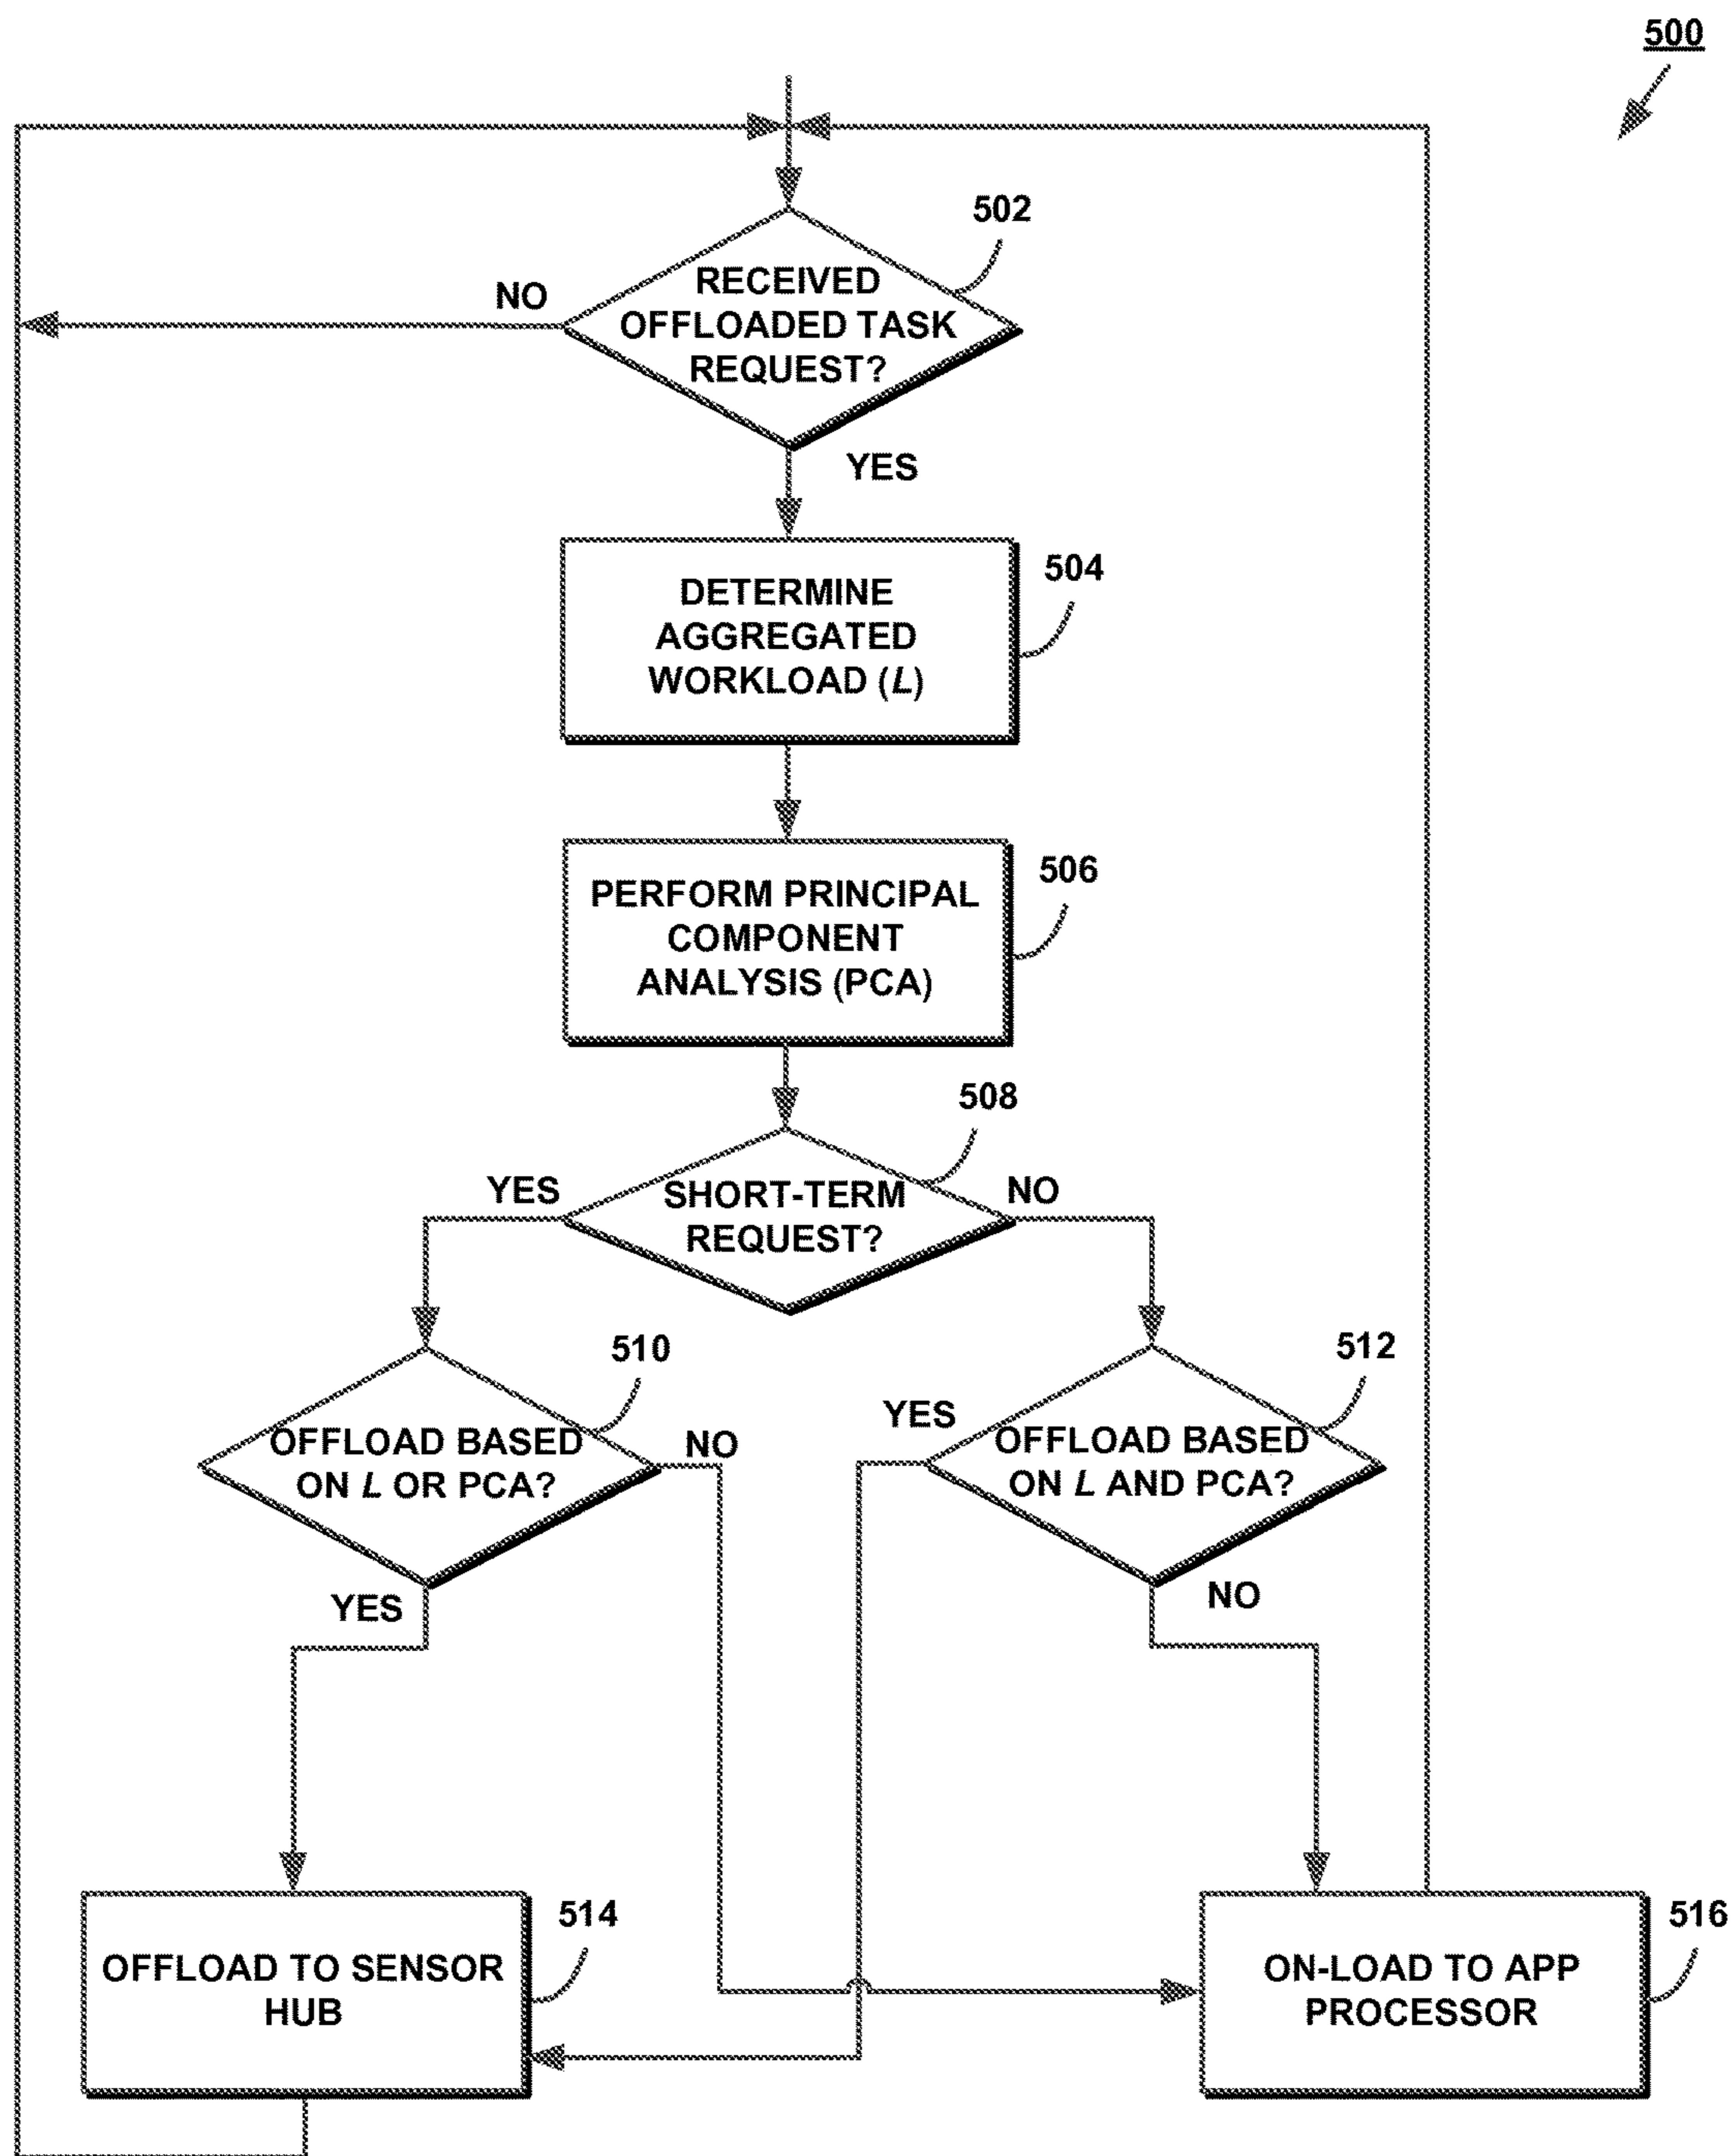 500
502
NO
RECEIVED
OFFLOADED TASK
REQUEST?
YES
504
DETERMINE
AGGREGATED
WORKLOAD (L)
506
PERFORM PRINCIPAL
COMPONENT
ANALYSIS (PCA)
508
YES
SHORT-TERM
REQUEST?
NO
510
OFFLOAD BASED
ON L OR PCA?
NO
YES
512
YES
OFFLOAD BASED
ON L AND PCA?
NO
514
OFFLOAD TO SENSOR
HUB
516
ON-LOAD TO APP
PROCESSOR